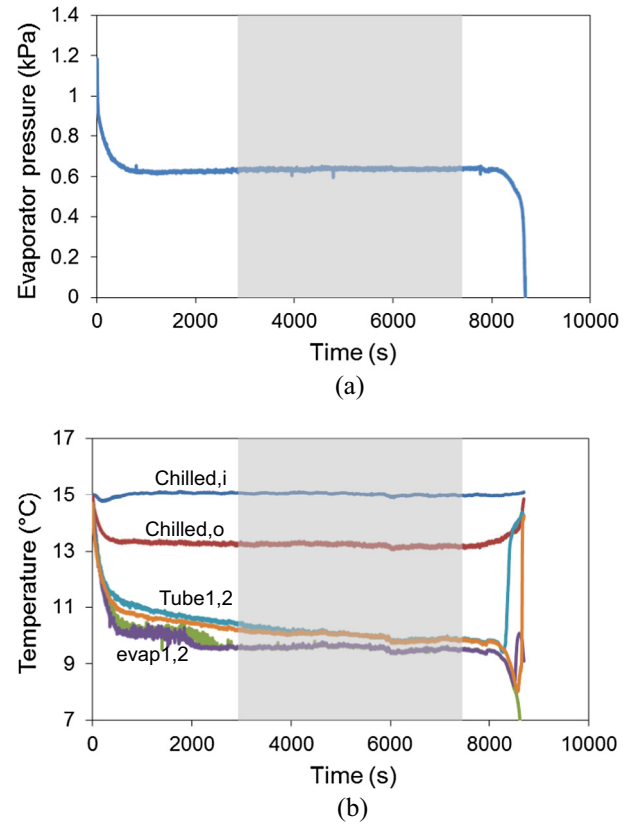 1.4
1.2
1
0.8
0.6
0.4
0.2
0
Evaporator pressure (kPa)
0 2000 4000 6000 8000 10000
Time (s)
(a)
17
15
13
11
9
7
Temperature (°C)
Chilled,i
Chilled,o
Tube1,2
evap1,2
0 2000 4000 6000 8000 10000
Time (s)
(b)